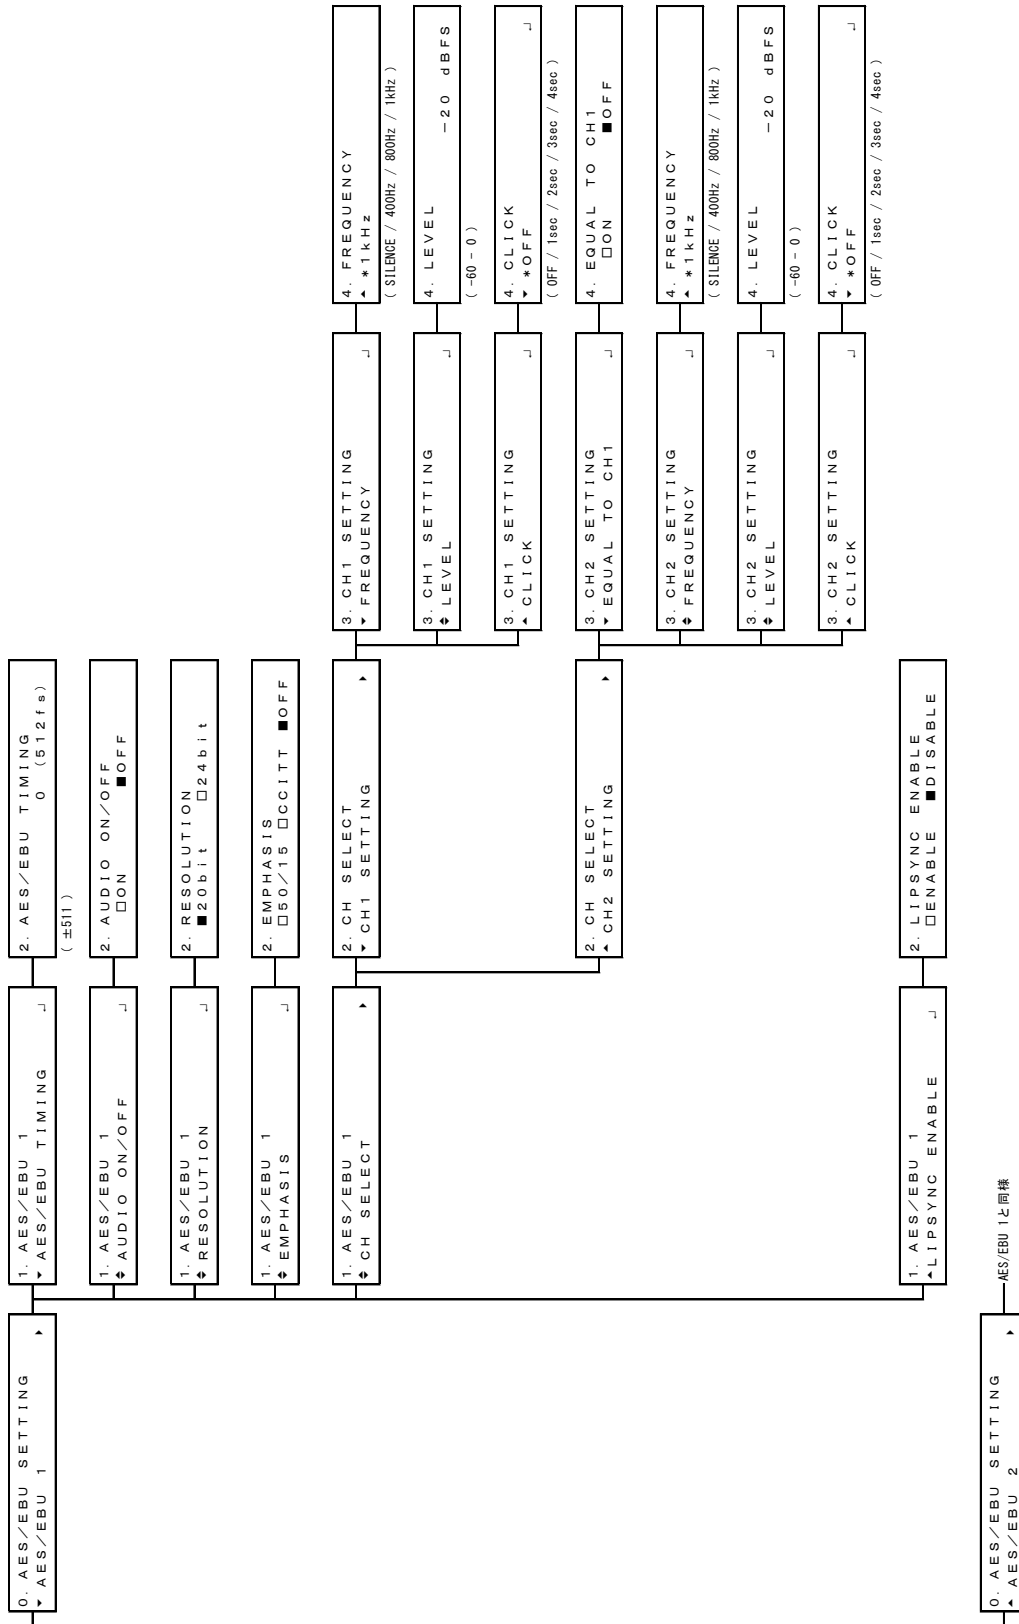 0. AES/EBU SETTING
▼ AES/EBU 1 ▶
1. AES/EBU 1
▼ AES/EBU TIMING ↵
2. AES/EBU TIMING
0 (512fs)
( ±511 )
1. AES/EBU 1
◆ AUDIO ON/OFF ↵
2. AUDIO ON/OFF
□ON ■OFF
1. AES/EBU 1
◆ RESOLUTION ↵
2. RESOLUTION
■20bit □24bit
1. AES/EBU 1
◆ EMPHASIS ↵
2. EMPHASIS
□50/15 □CCITT ■OFF
1. AES/EBU 1
◆ CH SELECT ▶
2. CH SELECT
▼ CH1 SETTING ▶
3. CH1 SETTING
▼ FREQUENCY ↵
4. FREQUENCY
▲ *1kHz
( SILENCE / 400Hz / 800Hz / 1kHz )
3. CH1 SETTING
◆ LEVEL ↵
4. LEVEL
−20 dBFS
( -60 - 0 )
3. CH1 SETTING
▲ CLICK ↵
4. CLICK
▼ *OFF ↵
( OFF / 1sec / 2sec / 3sec / 4sec )
2. CH SELECT
▲ CH2 SETTING ▶
3. CH2 SETTING
▼ EQUAL TO CH1 ↵
4. EQUAL TO CH1
□ON ■OFF
3. CH2 SETTING
◆ FREQUENCY ↵
4. FREQUENCY
▲ *1kHz
( SILENCE / 400Hz / 800Hz / 1kHz )
3. CH2 SETTING
◆ LEVEL ↵
4. LEVEL
−20 dBFS
( -60 - 0 )
3. CH2 SETTING
▲ CLICK ↵
4. CLICK
▼ *OFF ↵
( OFF / 1sec / 2sec / 3sec / 4sec )
1. AES/EBU 1
▲LIPSYNC ENABLE ↵
2. LIPSYNC ENABLE
□ENABLE ■DISABLE
0. AES/EBU SETTING
▲ AES/EBU 2 ▶
AES/EBU 1と同様